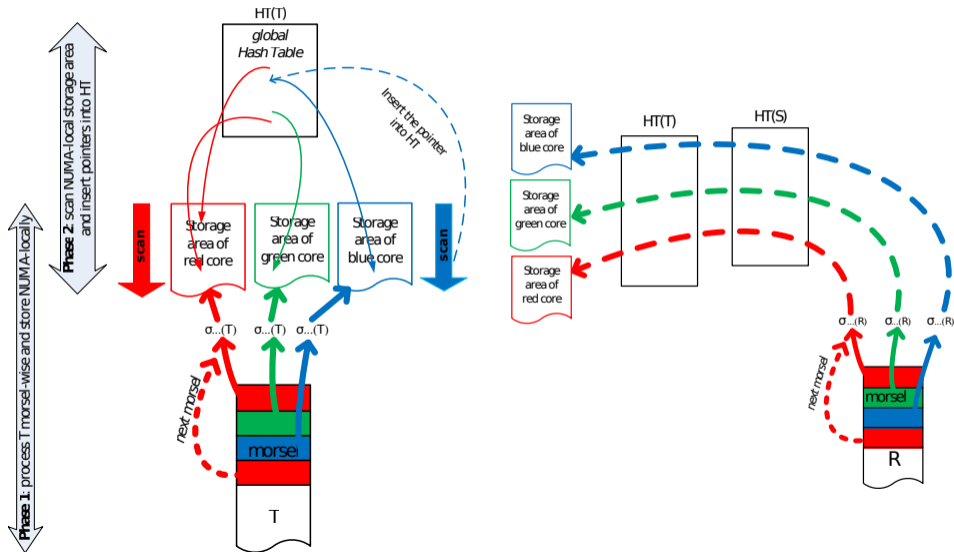 HT(T)
global
Hash Table
Phase 2: scan NUMA-local storage area
and insert pointers into HT
Insert the pointer
into HT
scan
Storage
area of
red core
Storage
area of
green core
Storage
area of
blue core
scan
σ...(T)
σ...(T)
σ...(T)
next morsel
morsel
T
Phase 1: process T morsel-wise and store NUMA-locally
Storage
area of
blue core
Storage
area of
green core
Storage
area of
red core
HT(T)
HT(S)
σ...(R)
σ...(R)
σ...(R)
next morsel
morsel
R